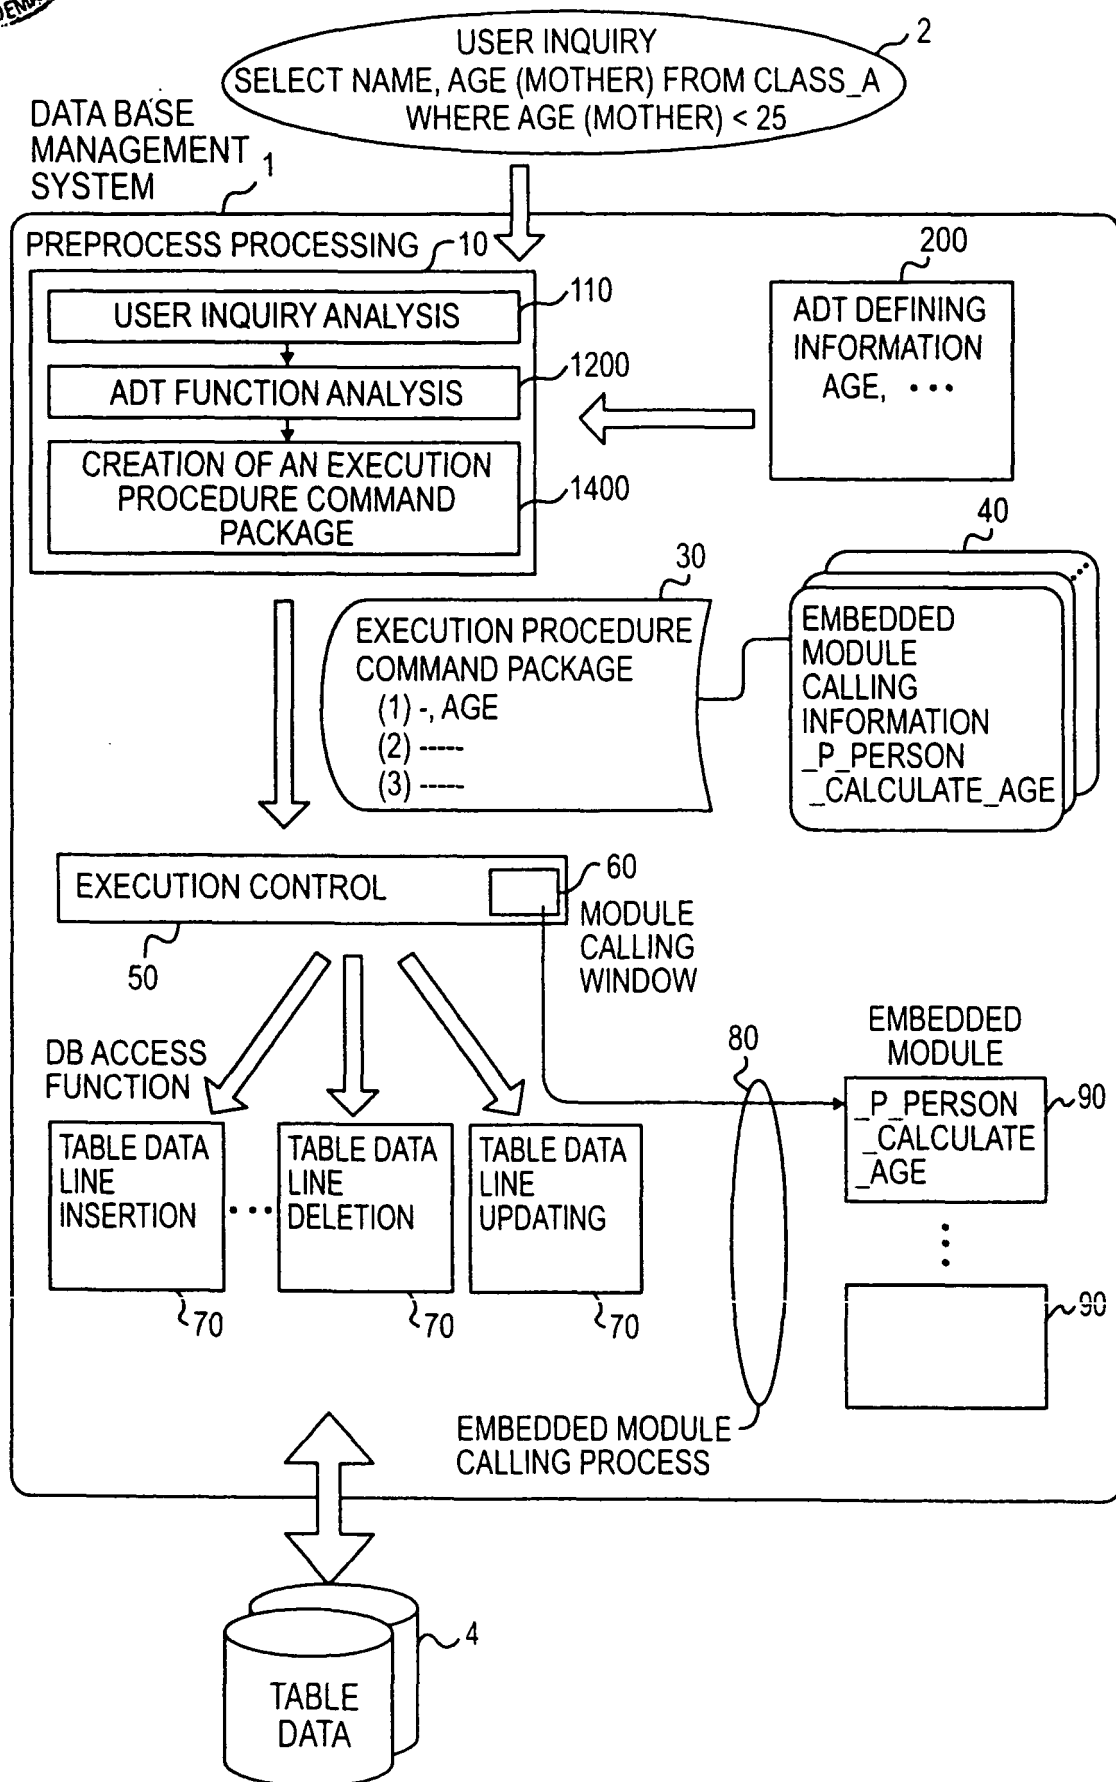 USER INQUIRY
SELECT NAME, AGE (MOTHER) FROM CLASS_A
WHERE AGE (MOTHER) < 25
2
DATA BASE
MANAGEMENT
SYSTEM
1
PREPROCESS PROCESSING
10
USER INQUIRY ANALYSIS
110
ADT FUNCTION ANALYSIS
1200
CREATION OF AN EXECUTION
PROCEDURE COMMAND
PACKAGE
1400
200
ADT DEFINING
INFORMATION
AGE, •••
40
EMBEDDED
MODULE
CALLING
INFORMATION
_P_PERSON
_CALCULATE_AGE
30
EXECUTION PROCEDURE
COMMAND PACKAGE
(1) -, AGE
(2) -----
(3) -----
EXECUTION CONTROL
60
MODULE
CALLING
WINDOW
50
DB ACCESS
FUNCTION
TABLE DATA
LINE
INSERTION
70
•••
TABLE DATA
LINE
DELETION
70
TABLE DATA
LINE
UPDATING
70
80
EMBEDDED
MODULE
_P_PERSON
_CALCULATE
_AGE
90
90
EMBEDDED MODULE
CALLING PROCESS
4
TABLE
DATA